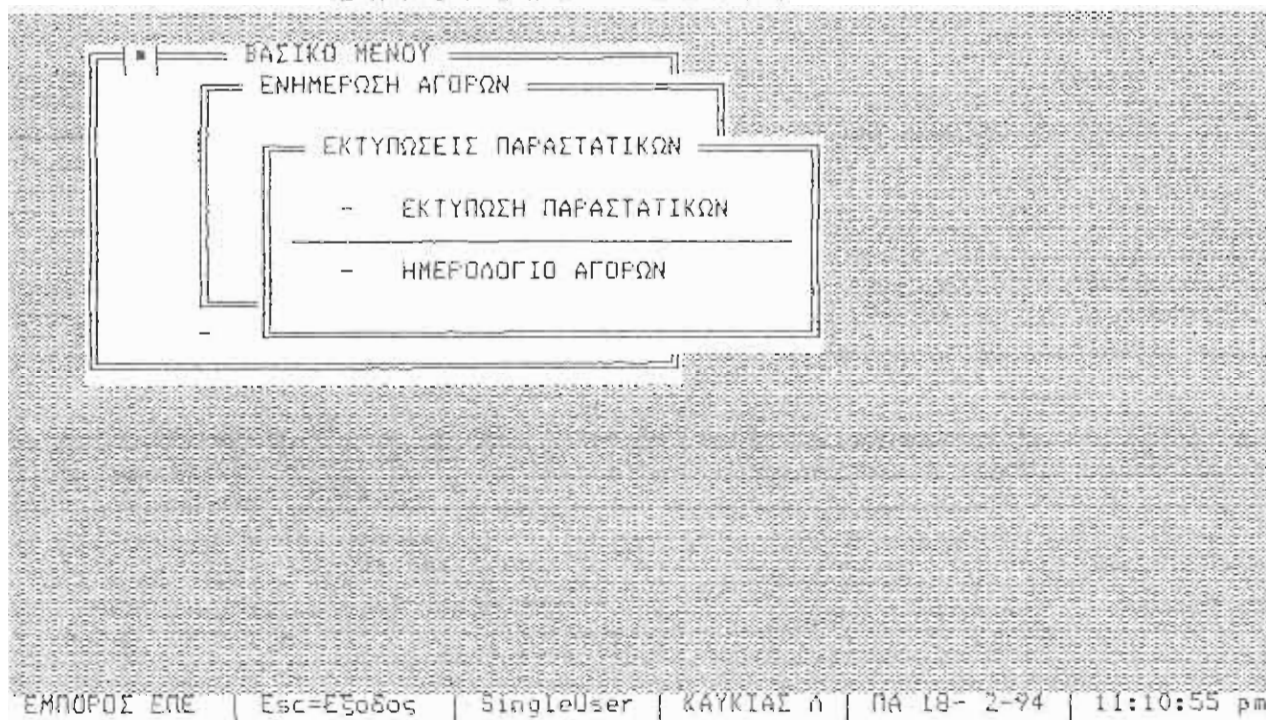 ΒΑΣΙΚΟ ΜΕΝΟΥ
ΕΝΗΜΕΡΩΣΗ ΑΓΟΡΩΝ
ΕΚΤΥΠΩΣΕΙΣ ΠΑΡΑΣΤΑΤΙΚΩΝ
- ΕΚΤΥΠΩΣΗ ΠΑΡΑΣΤΑΤΙΚΩΝ
- ΗΜΕΡΟΛΟΓΙΟ ΑΓΟΡΩΝ
-
ΕΜΠΟΡΟΣ ΕΠΕ | Esc=Εξοδος | SingleUser | ΚΑΥΚΙΑΣ Λ | ΠΑ 18- 2-94 | 11:10:55 pm